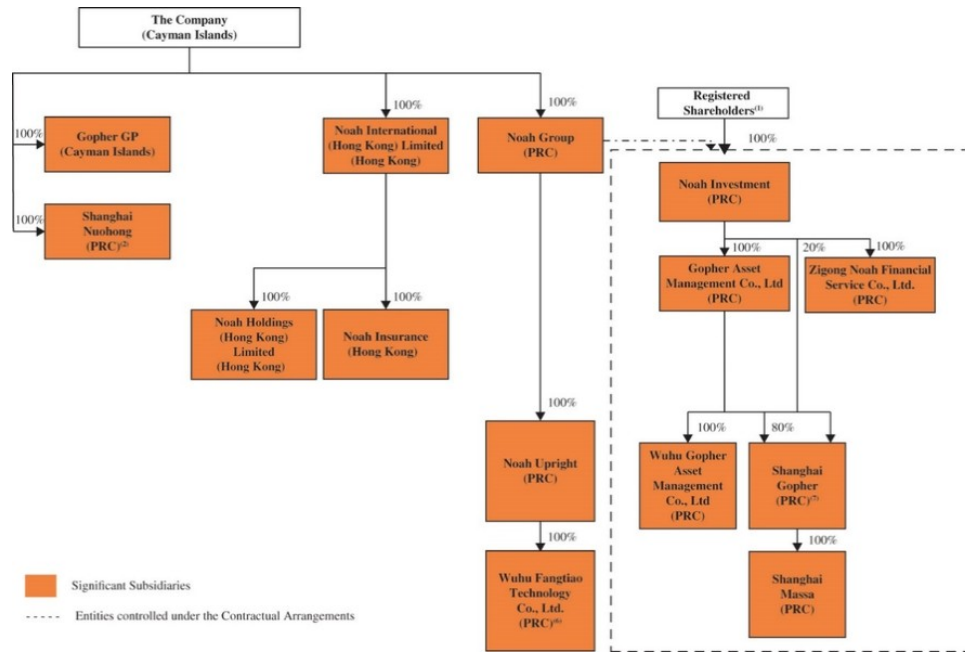 The Company
(Cayman Islands)
100%
100%
Registered
Shareholders(1)
100%
Gopher GP
(Cayman Islands)
Noah International
(Hong Kong) Limited
(Hong Kong)
Noah Group
(PRC)
100%
Noah Investment
(PRC)
100%
Shanghai
Nuohong
(PRC)(2)
100%
20%
100%
Gopher Asset
Management Co., Ltd
(PRC)
Zigong Noah Financial
Service Co., Ltd.
(PRC)
100%
100%
Noah Holdings
(Hong Kong)
Limited
(Hong Kong)
Noah Insurance
(Hong Kong)
100%
100%
80%
Noah Upright
(PRC)
Wuhu Gopher
Asset
Management
Co., Ltd
(PRC)
Shanghai
Gopher
(PRC)
100%
100%
Wuhu Fangtiao
Technology
Co., Ltd.
(PRC)(6)
Shanghai
Massa
(PRC)
Significant Subsidiaries
Entities controlled under the Contractual Arrangements